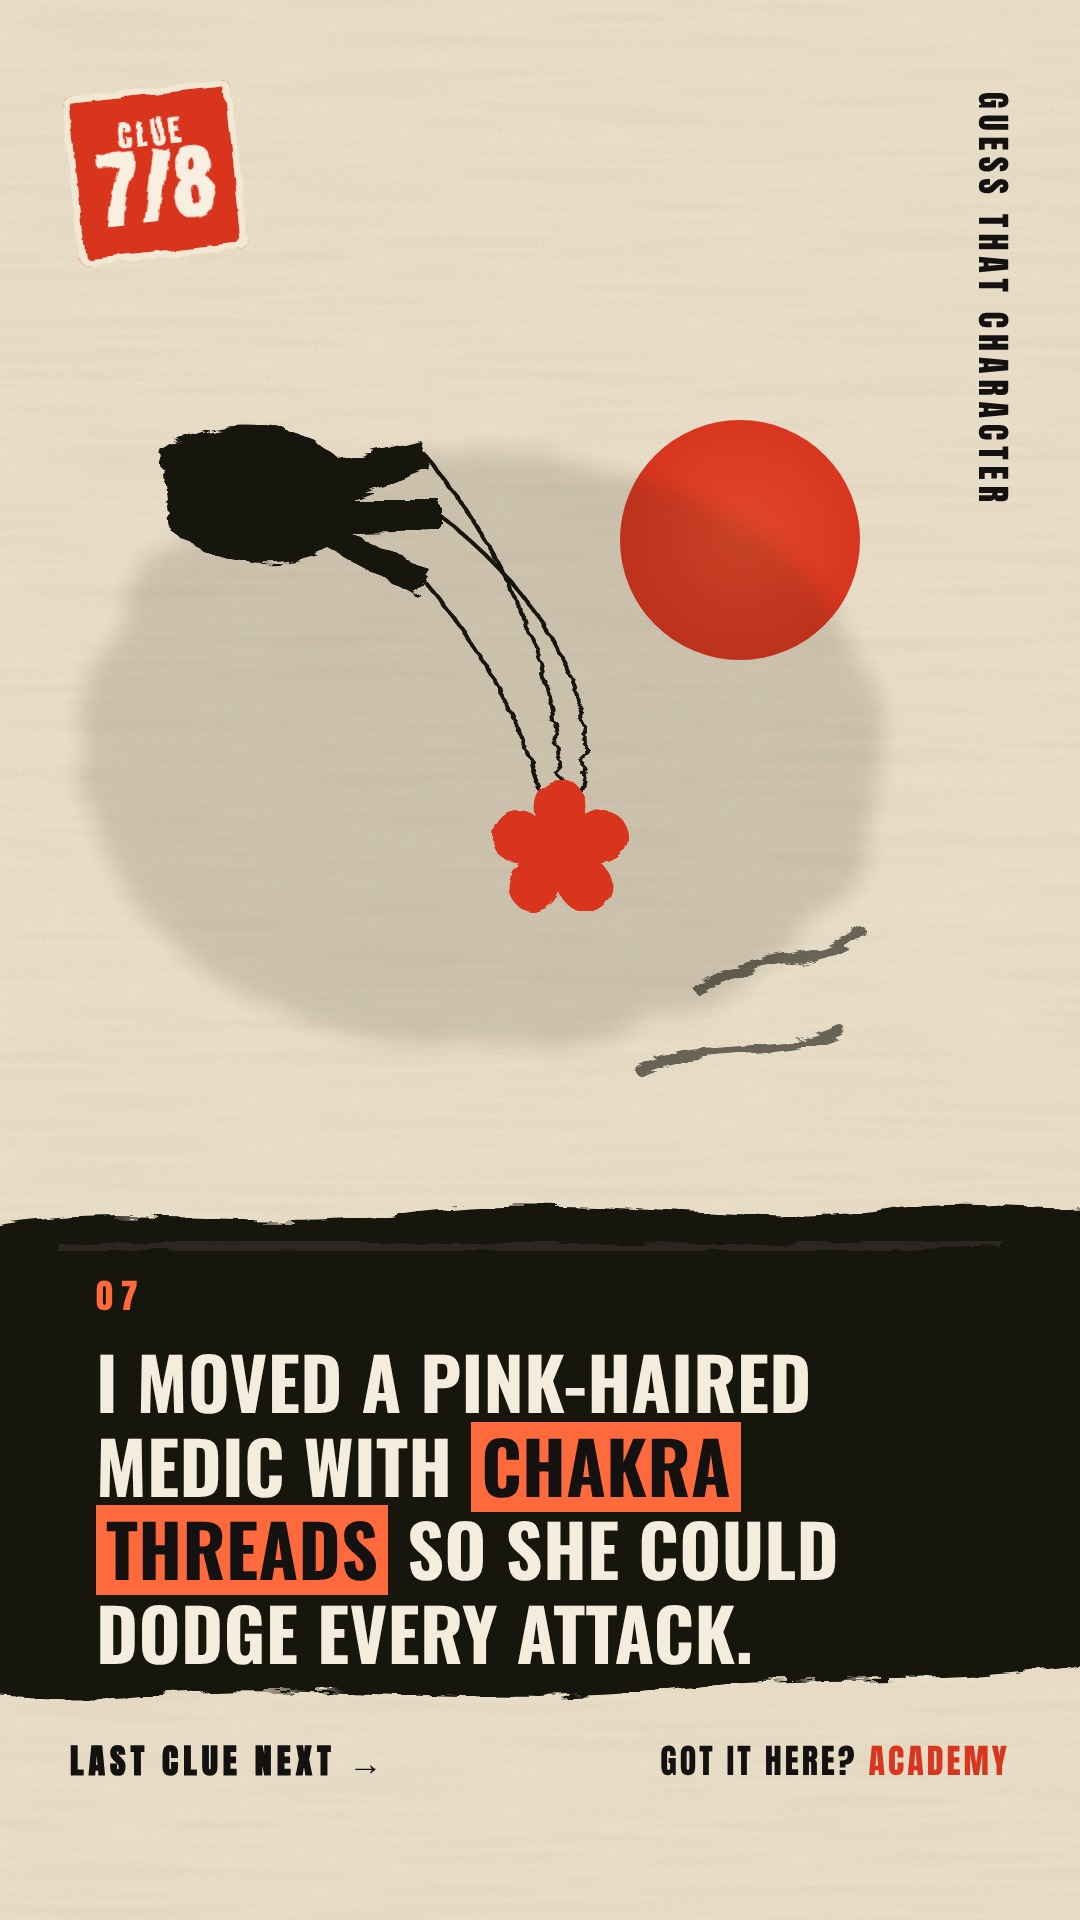 CLUE
7/8
GUESS THAT CHARACTER
07
I MOVED A PINK-HAIRED
MEDIC WITH CHAKRA
THREADS SO SHE COULD
DODGE EVERY ATTACK.
LAST CLUE NEXT →
GOT IT HERE? ACADEMY